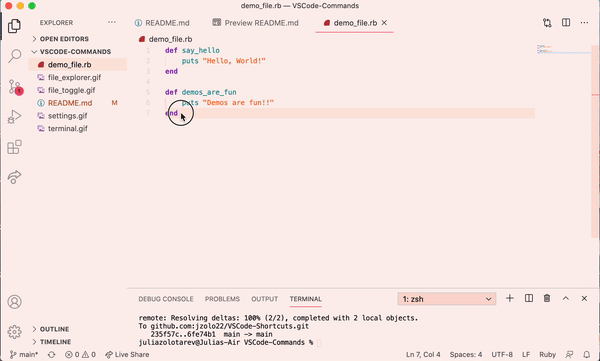 demo_file.rb — VSCode-Commands
EXPLORER
README.md
Preview README.md
demo_file.rb
OPEN EDITORS
VSCODE-COMMANDS
demo_file.rb
file_explorer.gif
file_toggle.gif
README.md M
settings.gif
terminal.gif
OUTLINE
TIMELINE
1
demo_file.rb
1 def say_hello
2 puts "Hello, World!"
3 end
4
5 def demos_are_fun
6 puts "Demos are fun!!"
7 end
DEBUG CONSOLE PROBLEMS OUTPUT TERMINAL 1: zsh
remote: Resolving deltas: 100% (2/2), completed with 2 local objects.
To github.com:jzolo22/VSCode-Shortcuts.git
235f57c..6fe74b1 main -> main
juliazolotarev@Julias-Air VSCode-Commands %
main* 0 0 Live Share Ln 7, Col 4 Spaces: 4 UTF-8 LF Ruby